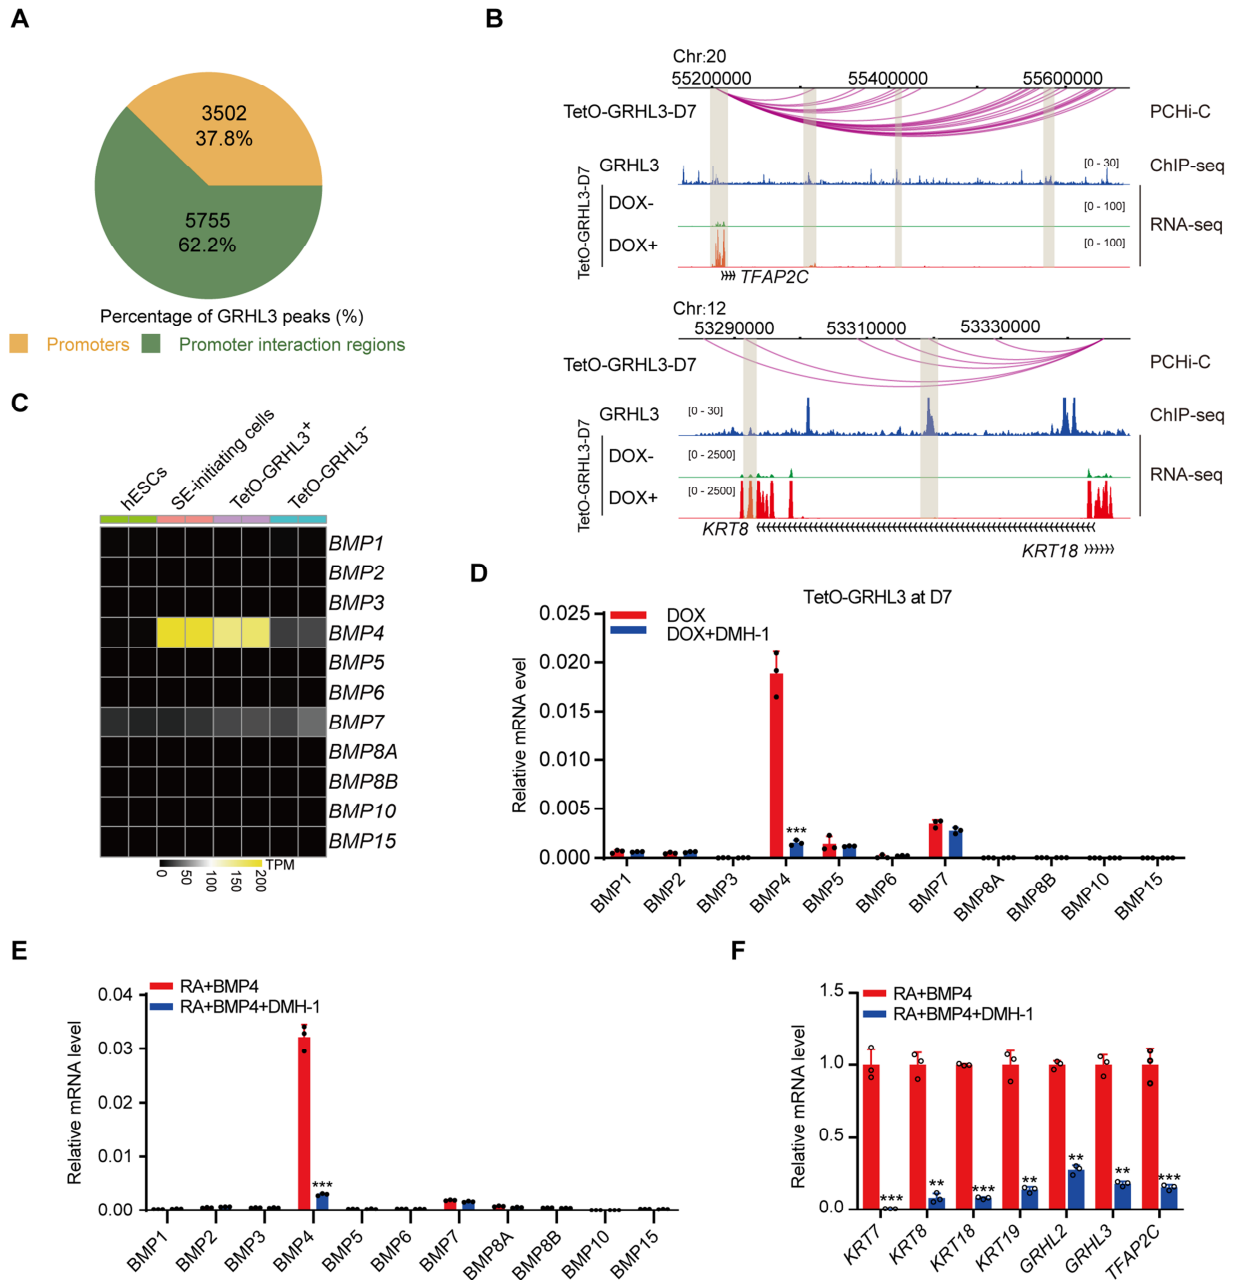 A
3502
37.8%
5755
62.2%
Percentage of GRHL3 peaks (%)
Promoters
Promoter interaction regions
B
Chr:20
55200000
55400000
55600000
TetO-GRHL3-D7
PCHi-C
GRHL3
[0 - 30]
ChIP-seq
TetO-GRHL3-D7
DOX-
[0 - 100]
RNA-seq
DOX+
[0 - 100]
TFAP2C
Chr:12
53290000
53310000
53330000
TetO-GRHL3-D7
PCHi-C
GRHL3
[0 - 30]
ChIP-seq
TetO-GRHL3-D7
DOX-
[0 - 2500]
RNA-seq
DOX+
[0 - 2500]
KRT8
KRT18
C
hESCs
SE-initiating cells
TetO-GRHL3+
TetO-GRHL3-
BMP1
BMP2
BMP3
BMP4
BMP5
BMP6
BMP7
BMP8A
BMP8B
BMP10
BMP15
TPM
0
50
100
150
200
D
TetO-GRHL3 at D7
DOX
DOX+DMH-1
Relative mRNA evel
0.025
0.020
0.015
0.010
0.005
0.000
***
BMP1
BMP2
BMP3
BMP4
BMP5
BMP6
BMP7
BMP8A
BMP8B
BMP10
BMP15
E
RA+BMP4
RA+BMP4+DMH-1
Relative mRNA level
0.04
0.03
0.02
0.01
0.00
***
BMP1
BMP2
BMP3
BMP4
BMP5
BMP6
BMP7
BMP8A
BMP8B
BMP10
BMP15
F
RA+BMP4
RA+BMP4+DMH-1
Relative mRNA level
1.5
1.0
0.5
0.0
***
**
***
**
**
**
***
KRT7
KRT8
KRT18
KRT19
GRHL2
GRHL3
TFAP2C